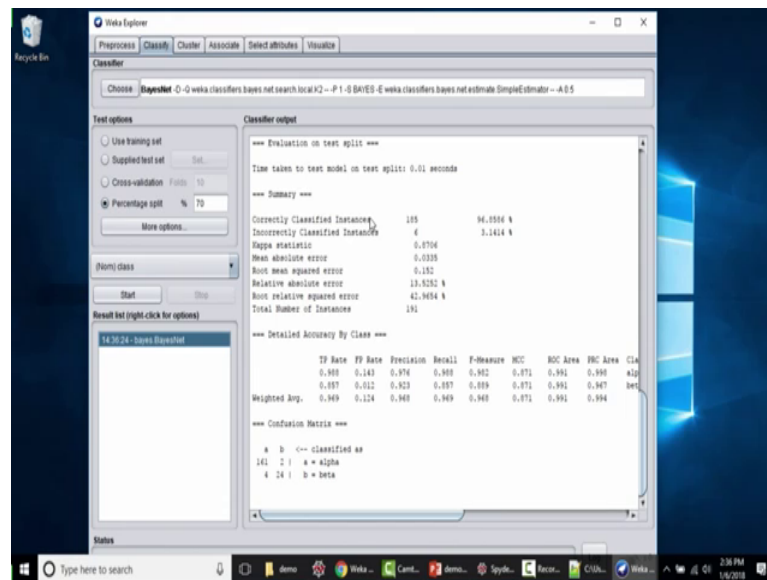 Weka Explorer
Recycle Bin
Preprocess Classify Cluster Associate Select attributes Visualize
Classifier
Choose BayesNet -D -Q weka.classifiers.bayes.net.search.local.K2 -- -P 1 -S BAYES -E weka.classifiers.bayes.net.estimate.SimpleEstimator -- -A 0.5
Test options
Use training set
Supplied test set Set...
Cross-validation Folds 10
Percentage split % 70
More options...
(Nom) class
Start Stop
Result list (right-click for options)
14:36:24 - bayes.BayesNet
Classifier output
=== Evaluation on test split ===
Time taken to test model on test split: 0.01 seconds
=== Summary ===
Correctly Classified Instances 185 96.8586 %
Incorrectly Classified Instances 6 3.1414 %
Kappa statistic 0.8706
Mean absolute error 0.0335
Root mean squared error 0.152
Relative absolute error 13.5252 %
Root relative squared error 42.9654 %
Total Number of Instances 191
=== Detailed Accuracy By Class ===
TP Rate FP Rate Precision Recall F-Measure MCC ROC Area PRC Area Cla
0.988 0.143 0.976 0.988 0.982 0.871 0.991 0.998 alp
0.857 0.012 0.923 0.857 0.889 0.871 0.991 0.967 bet
Weighted Avg. 0.969 0.124 0.968 0.969 0.968 0.871 0.991 0.994
=== Confusion Matrix ===
a b <-- classified as
161 2 | a = alpha
4 24 | b = beta
Status
Type here to search
demo Weka ... Camt... demo... Spyde... Recor... C:\Us... Weka ...
2:36 PM
1/6/2018